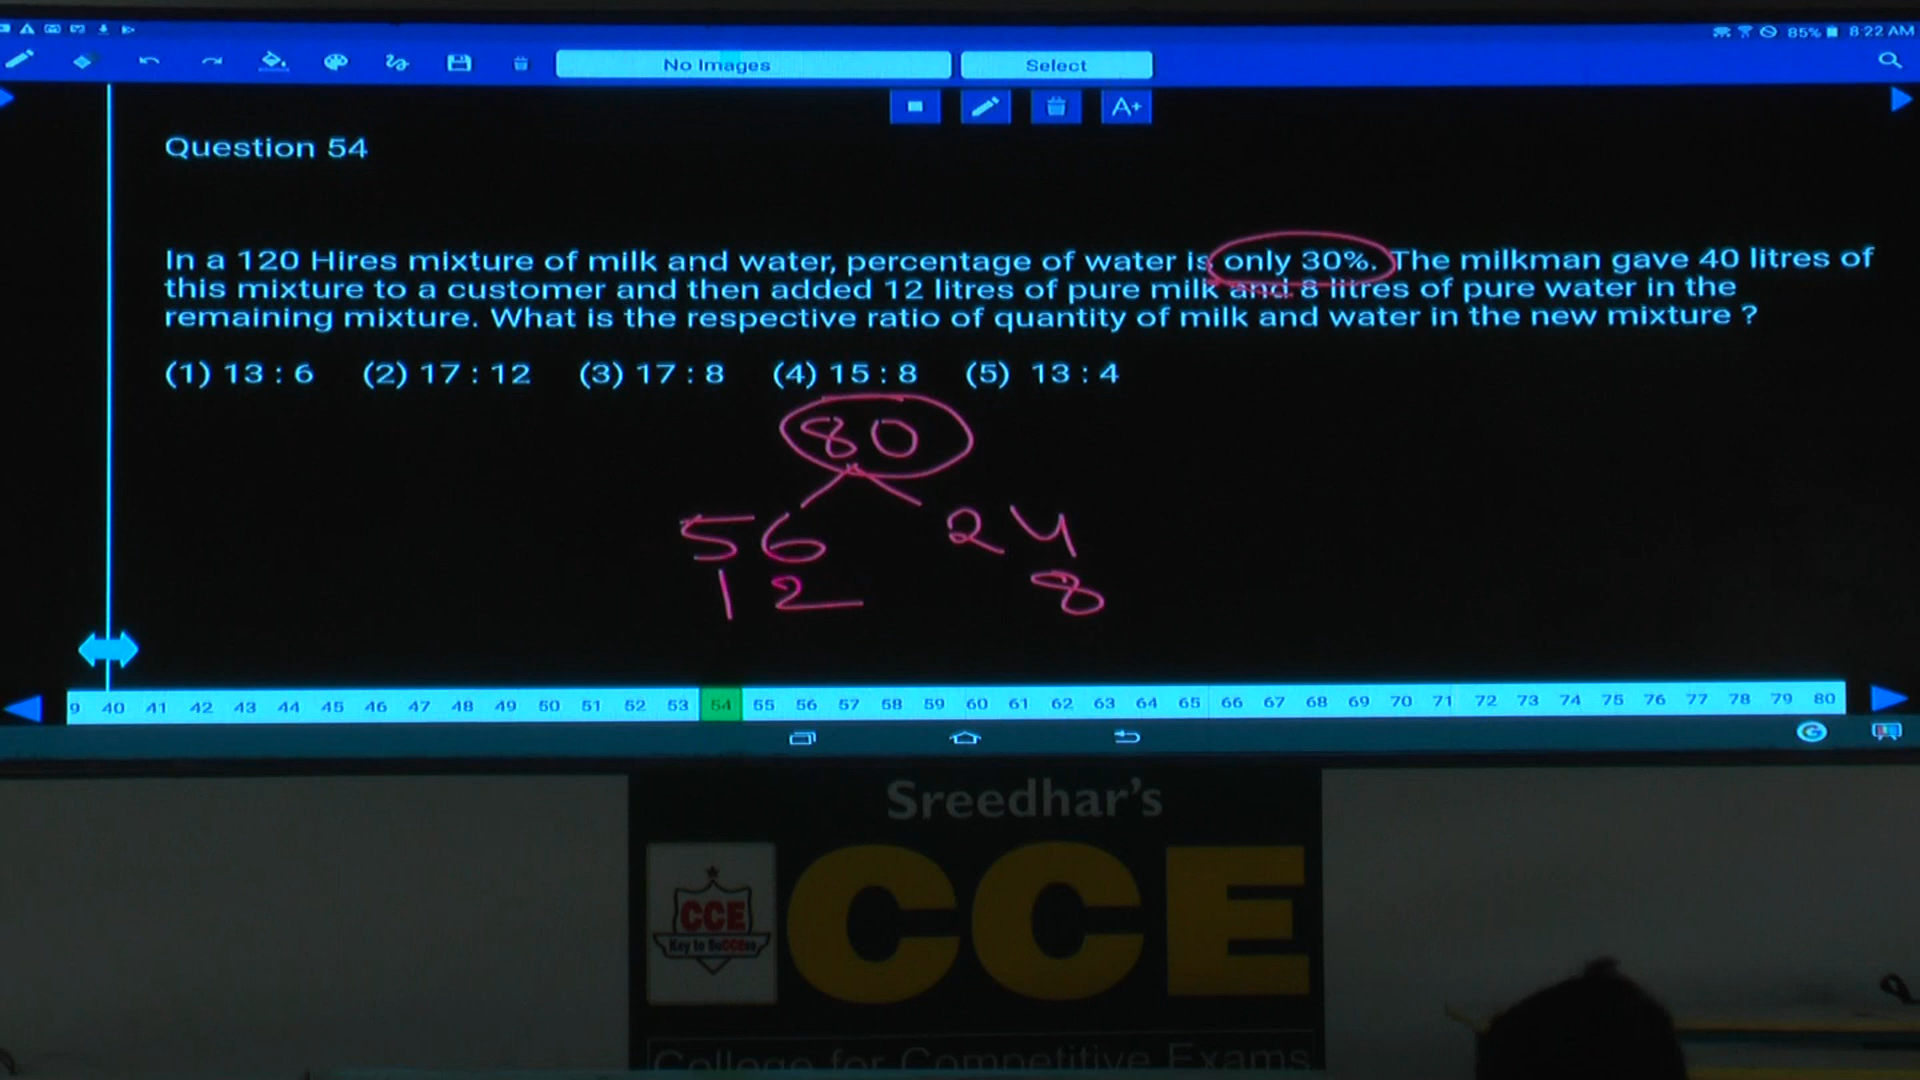 85% 8:22 AM
No Images Select
A+
Question 54
In a 120 Hires mixture of milk and water, percentage of water is only 30%. The milkman gave 40 litres of
this mixture to a customer and then added 12 litres of pure milk and 8 litres of pure water in the
remaining mixture. What is the respective ratio of quantity of milk and water in the new mixture ?
(1) 13 : 6 (2) 17 : 12 (3) 17 : 8 (4) 15 : 8 (5) 13 : 4
80
56 24
12 8
9 40 41 42 43 44 45 46 47 48 49 50 51 52 53 54 55 56 57 58 59 60 61 62 63 64 65 66 67 68 69 70 71 72 73 74 75 76 77 78 79 80
G
Sreedhar's
CCE
CCE
Key to SuCCEss
College for Competitive Exams